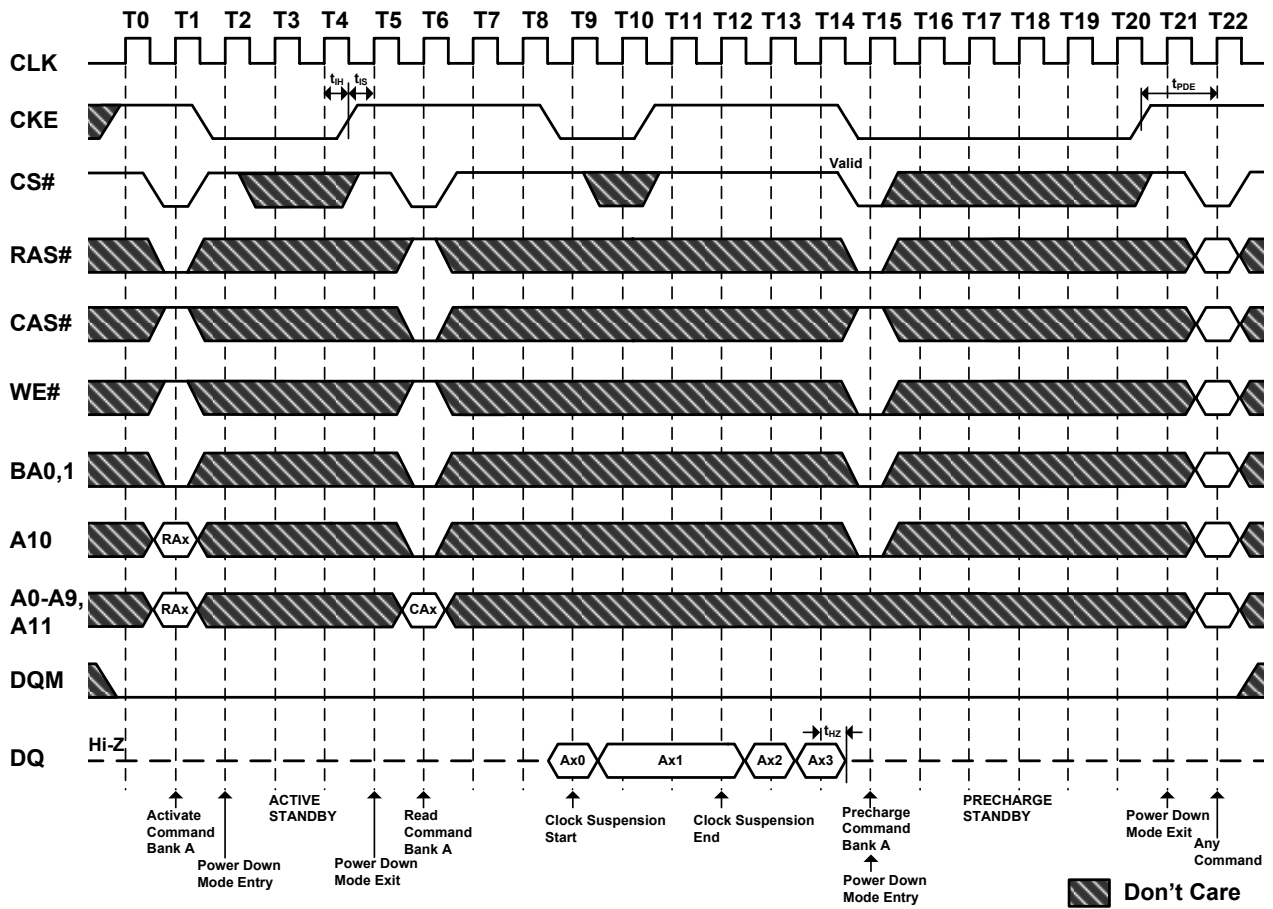 T0 T1 T2 T3 T4 T5 T6 T7 T8 T9 T10 T11 T12 T13 T14 T15 T16 T17 T18 T19 T20 T21 T22
CLK
tIH tIS
tPDE
CKE
Valid
CS#
RAS#
CAS#
WE#
BA0,1
A10
RAx
A0-A9,
A11
RAx
CAx
DQM
Hi-Z
tHZ
DQ
Ax0
Ax1
Ax2
Ax3
Activate
Command
Bank A
Power Down
Mode Entry
ACTIVE
STANDBY
Power Down
Mode Exit
Read
Command
Bank A
Clock Suspension
Start
Clock Suspension
End
Precharge
Command
Bank A
Power Down
Mode Entry
PRECHARGE
STANDBY
Power Down
Mode Exit
Any
Command
Don't Care